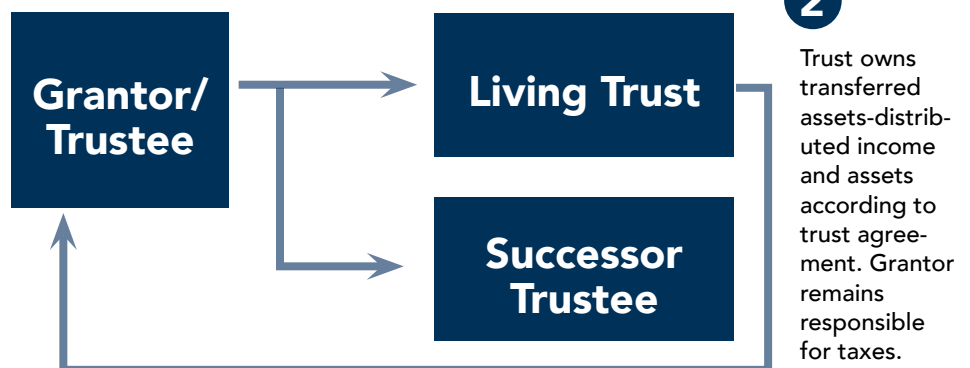 2
Grantor/
Trustee
Living Trust
Successor
Trustee
Trust owns
transferred
assets-distrib-
uted income
and assets
according to
trust agree-
ment. Grantor
remains
responsible
for taxes.